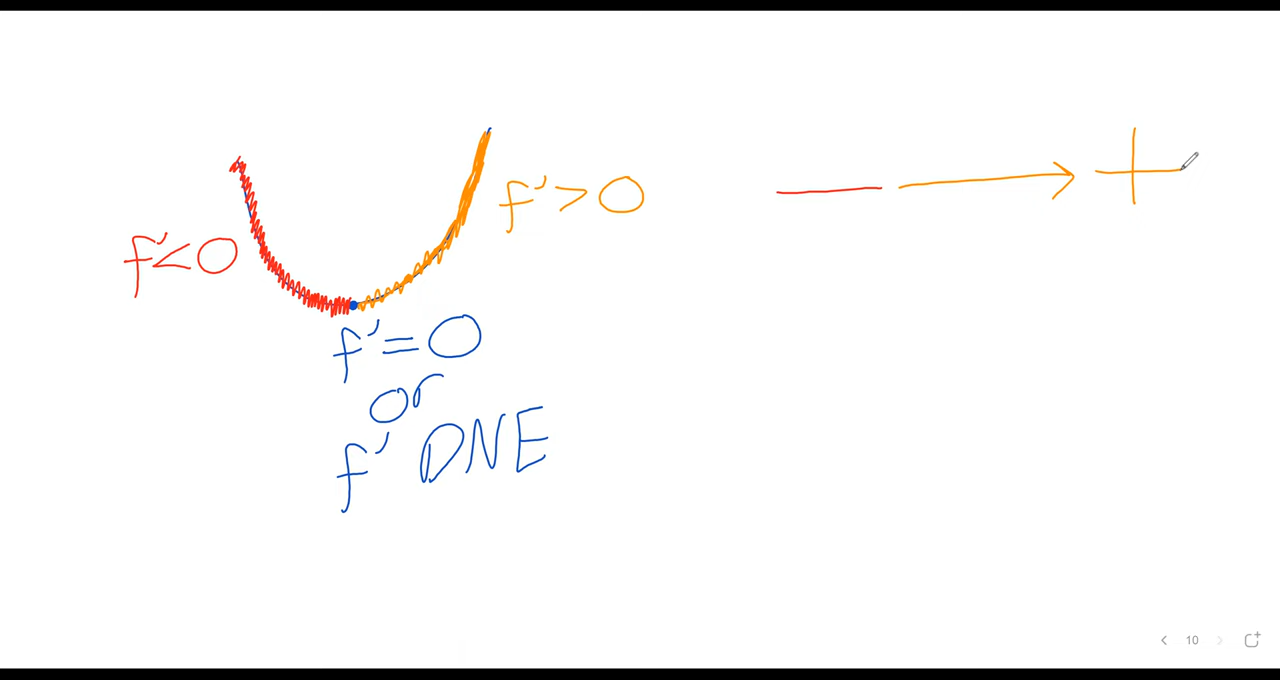 f'>0
— → +
f'<0
f'=0
or
f' DNE
10